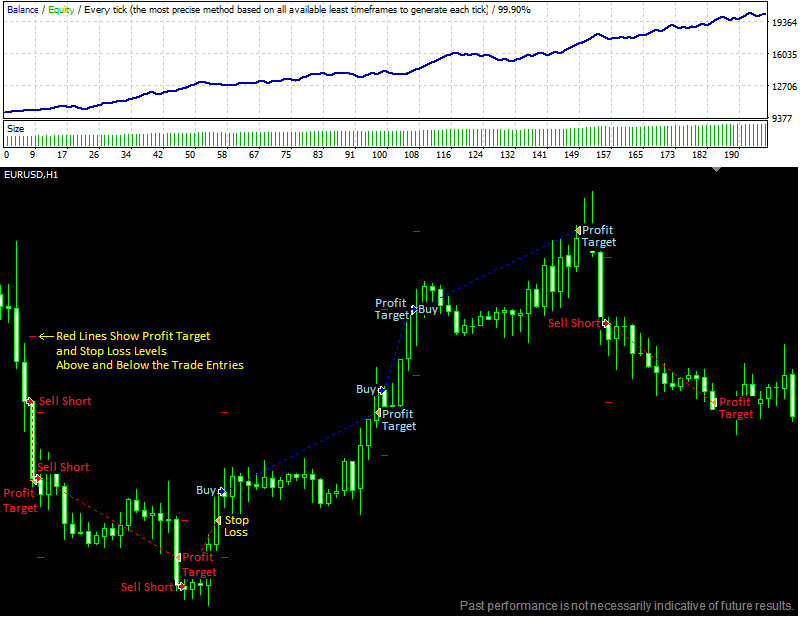 Balance / Equity / Every tick (the most precise method based on all available least timeframes to generate each tick) / 99.90%
19364
16035
12706
9377
Size
0 9 17 26 34 42 50 58 67 75 83 91 100 108 116 124 132 141 149 157 165 173 182 190
EURUSD,H1
Profit
Target
Profit
Target
Buy
Sell Short
Red Lines Show Profit Target
and Stop Loss Levels
Above and Below the Trade Entries
Buy
Sell Short
Profit
Target
Profit
Target
Sell Short
Buy
Profit
Target
Stop
Loss
Profit
Target
Sell Short
Past performance is not necessarily indicative of future results.